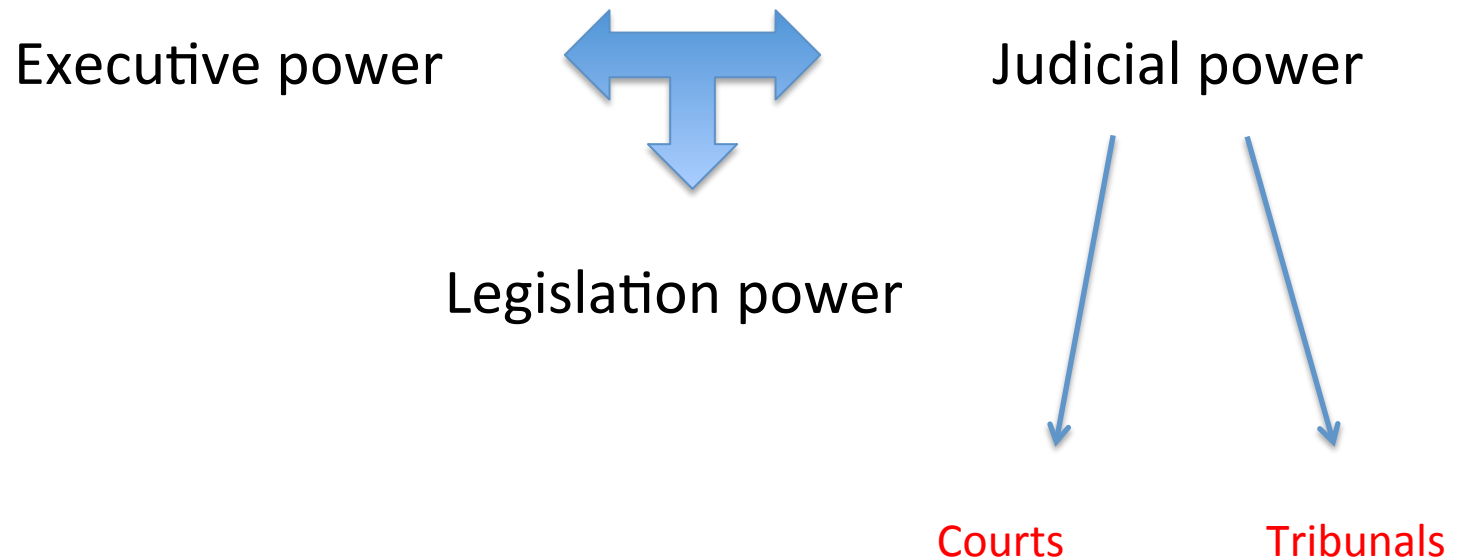 Executive power
Judicial power
Legislation power
Courts
Tribunals